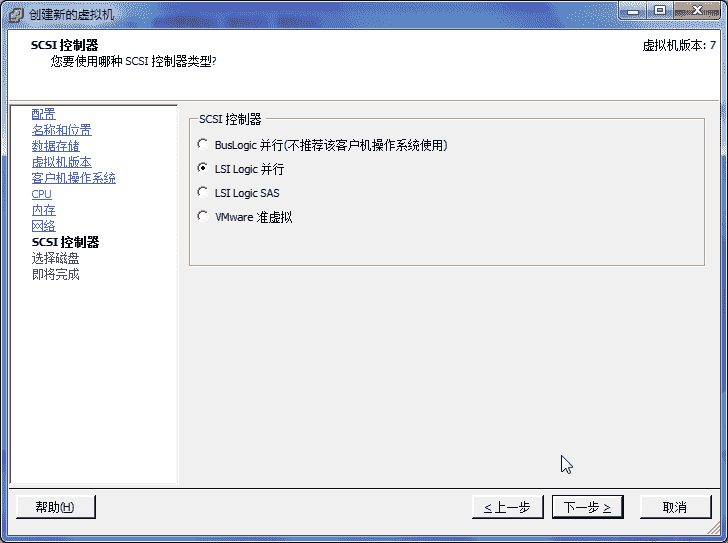 创建新的虚拟机
SCSI 控制器
您要使用哪种 SCSI 控制器类型?
虚拟机版本: 7
配置
名称和位置
数据存储
虚拟机版本
客户机操作系统
CPU
内存
网络
SCSI 控制器
选择磁盘
即将完成
SCSI 控制器
BusLogic 并行(不推荐该客户机操作系统使用)
LSI Logic 并行
LSI Logic SAS
VMware 准虚拟
帮助(H)
< 上一步
下一步 >
取消